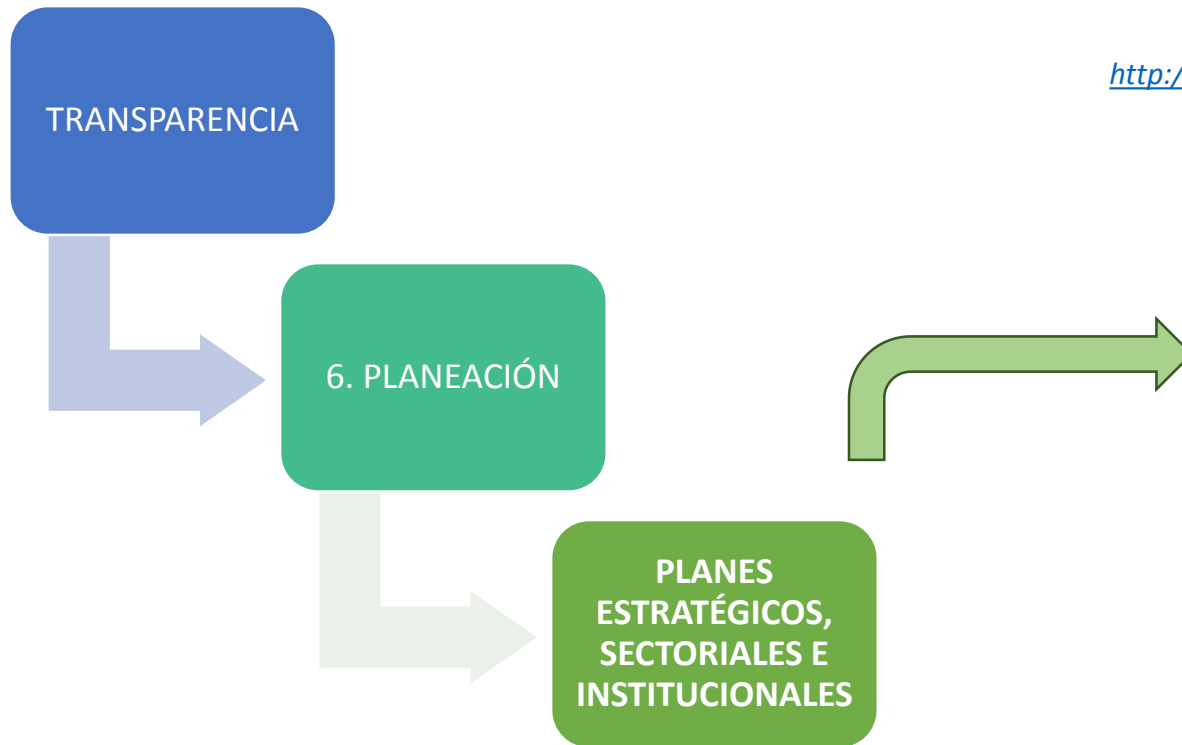 http:/
TRANSPARENCIA
6. PLANEACIÓN
PLANES
ESTRATÉGICOS,
SECTORIALES E
INSTITUCIONALES